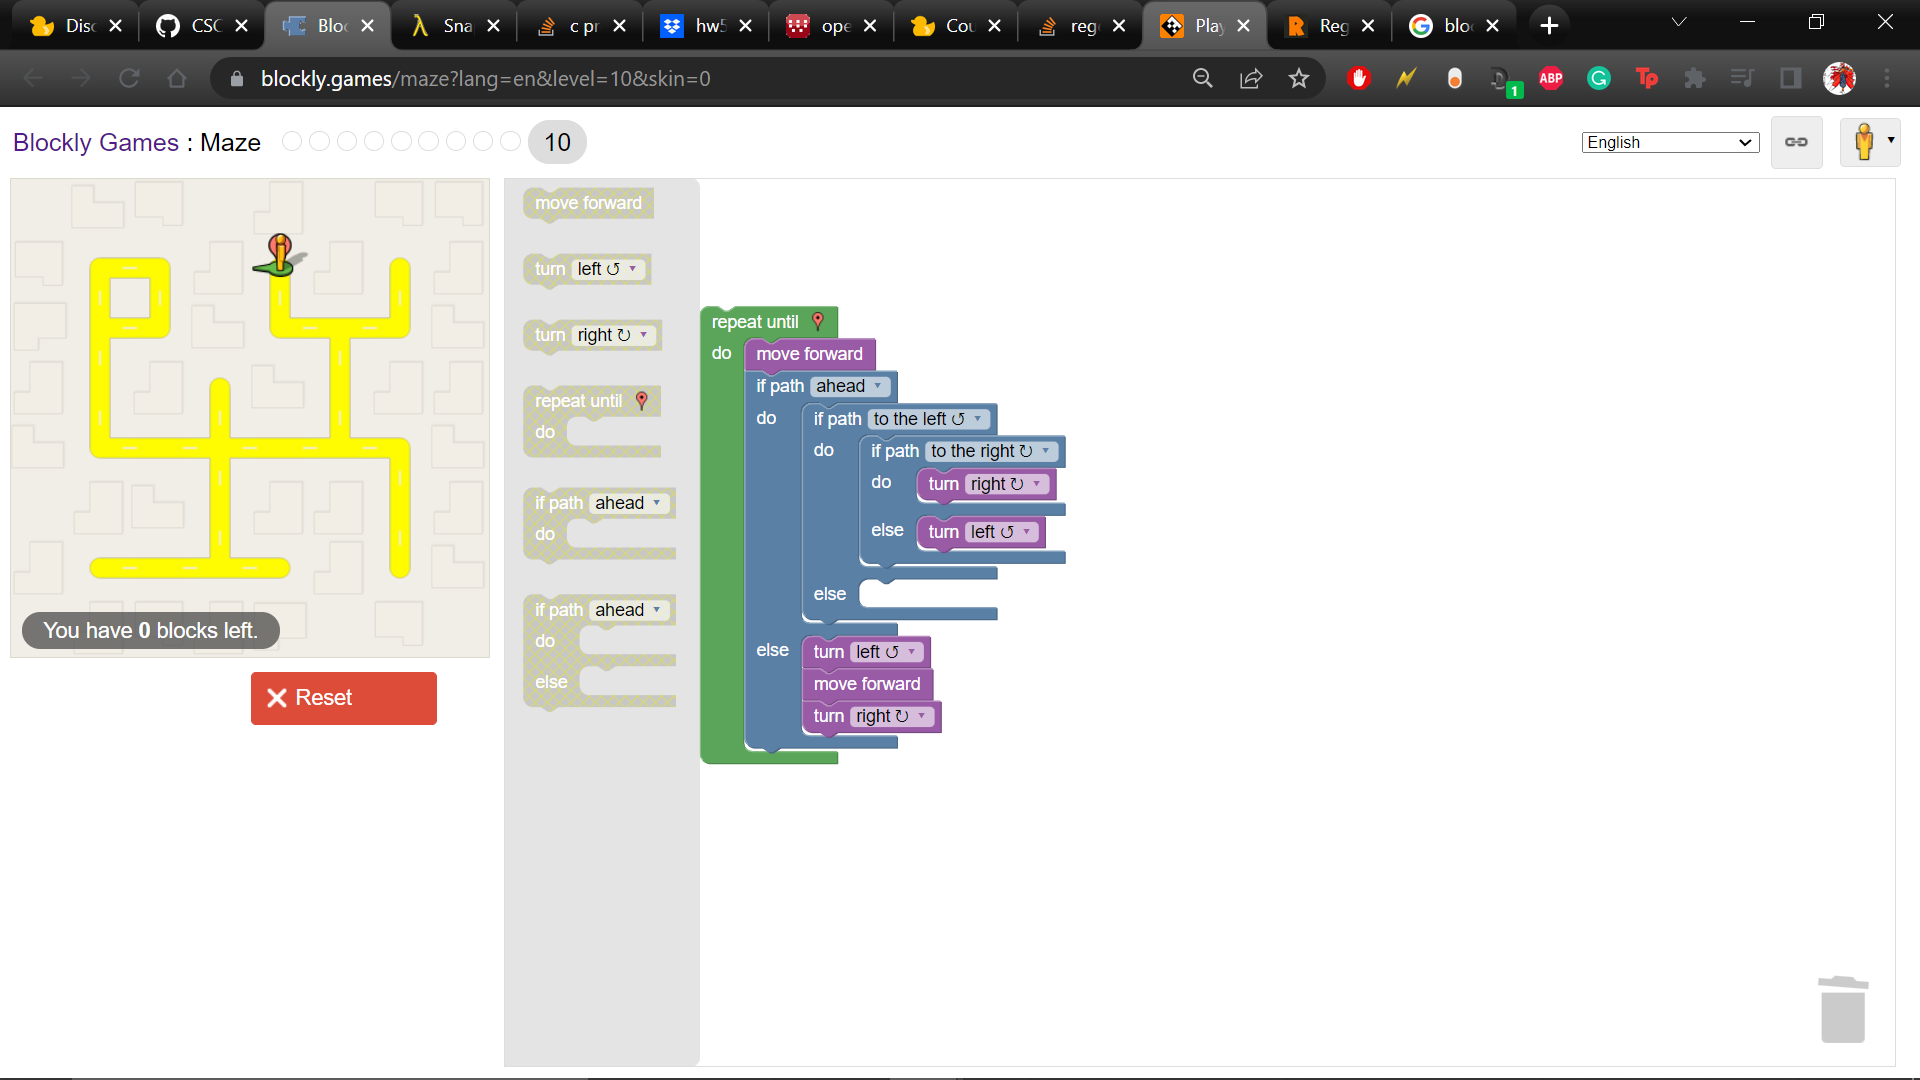 Disc
CSC
Bloc
Sna
c pr
hw5
ope
Cou
reg
Play
Reg
bloc
blockly.games/maze?lang=en&level=10&skin=0
ABP
G
Tp
1
Blockly Games : Maze
10
English
move forward
turn left
turn right
repeat until
do
if path ahead
do
if path ahead
do
else
repeat until
do
move forward
if path ahead
do
if path to the left
do
if path to the right
do
turn right
else
turn left
else
else
turn left
move forward
turn right
You have 0 blocks left.
Reset